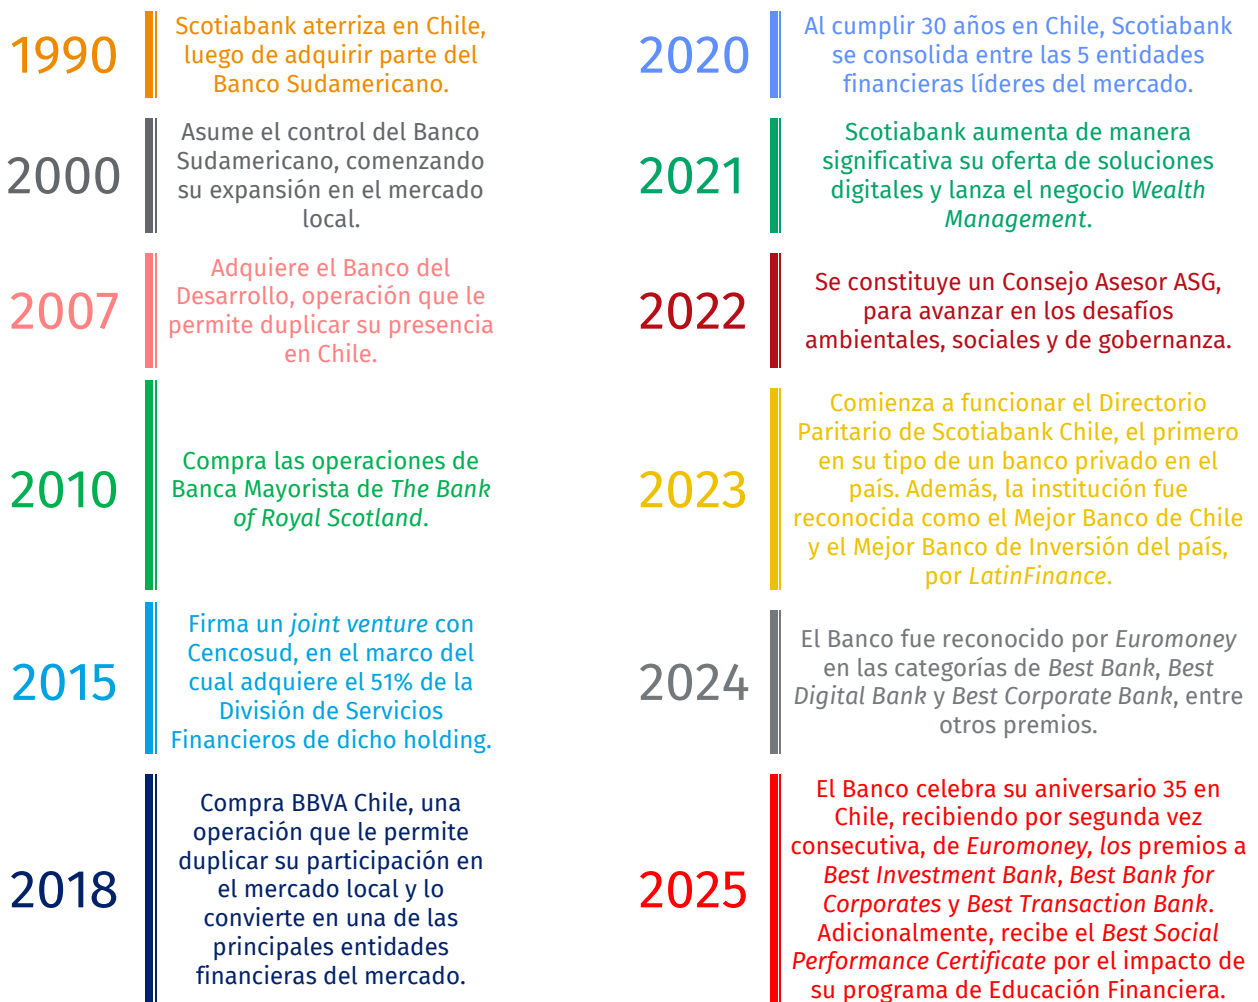 1990
Scotiabank aterriza en Chile,
luego de adquirir parte del
Banco Sudamericano.
2000
Asume el control del Banco
Sudamericano, comenzando
su expansión en el mercado
local.
2007
Adquiere el Banco del
Desarrollo, operación que le
permite duplicar su presencia
en Chile.
2010
Compra las operaciones de
Banca Mayorista de The Bank
of Royal Scotland.
2015
Firma un joint venture con
Cencosud, en el marco del
cual adquiere el 51% de la
División de Servicios
Financieros de dicho holding.
2018
Compra BBVA Chile, una
operación que le permite
duplicar su participación en
el mercado local y lo
convierte en una de las
principales entidades
financieras del mercado.
2020
Al cumplir 30 años en Chile, Scotiabank
se consolida entre las 5 entidades
financieras líderes del mercado.
2021
Scotiabank aumenta de manera
significativa su oferta de soluciones
digitales y lanza el negocio Wealth
Management.
2022
Se constituye un Consejo Asesor ASG,
para avanzar en los desafíos
ambientales, sociales y de gobernanza.
2023
Comienza a funcionar el Directorio
Paritario de Scotiabank Chile, el primero
en su tipo de un banco privado en el
país. Además, la institución fue
reconocida como el Mejor Banco de Chile
y el Mejor Banco de Inversión del país,
por LatinFinance.
2024
El Banco fue reconocido por Euromoney
en las categorías de Best Bank, Best
Digital Bank y Best Corporate Bank, entre
otros premios.
2025
El Banco celebra su aniversario 35 en
Chile, recibiendo por segunda vez
consecutiva, de Euromoney, los premios a
Best Investment Bank, Best Bank for
Corporates y Best Transaction Bank.
Adicionalmente, recibe el Best Social
Performance Certificate por el impacto de
su programa de Educación Financiera.